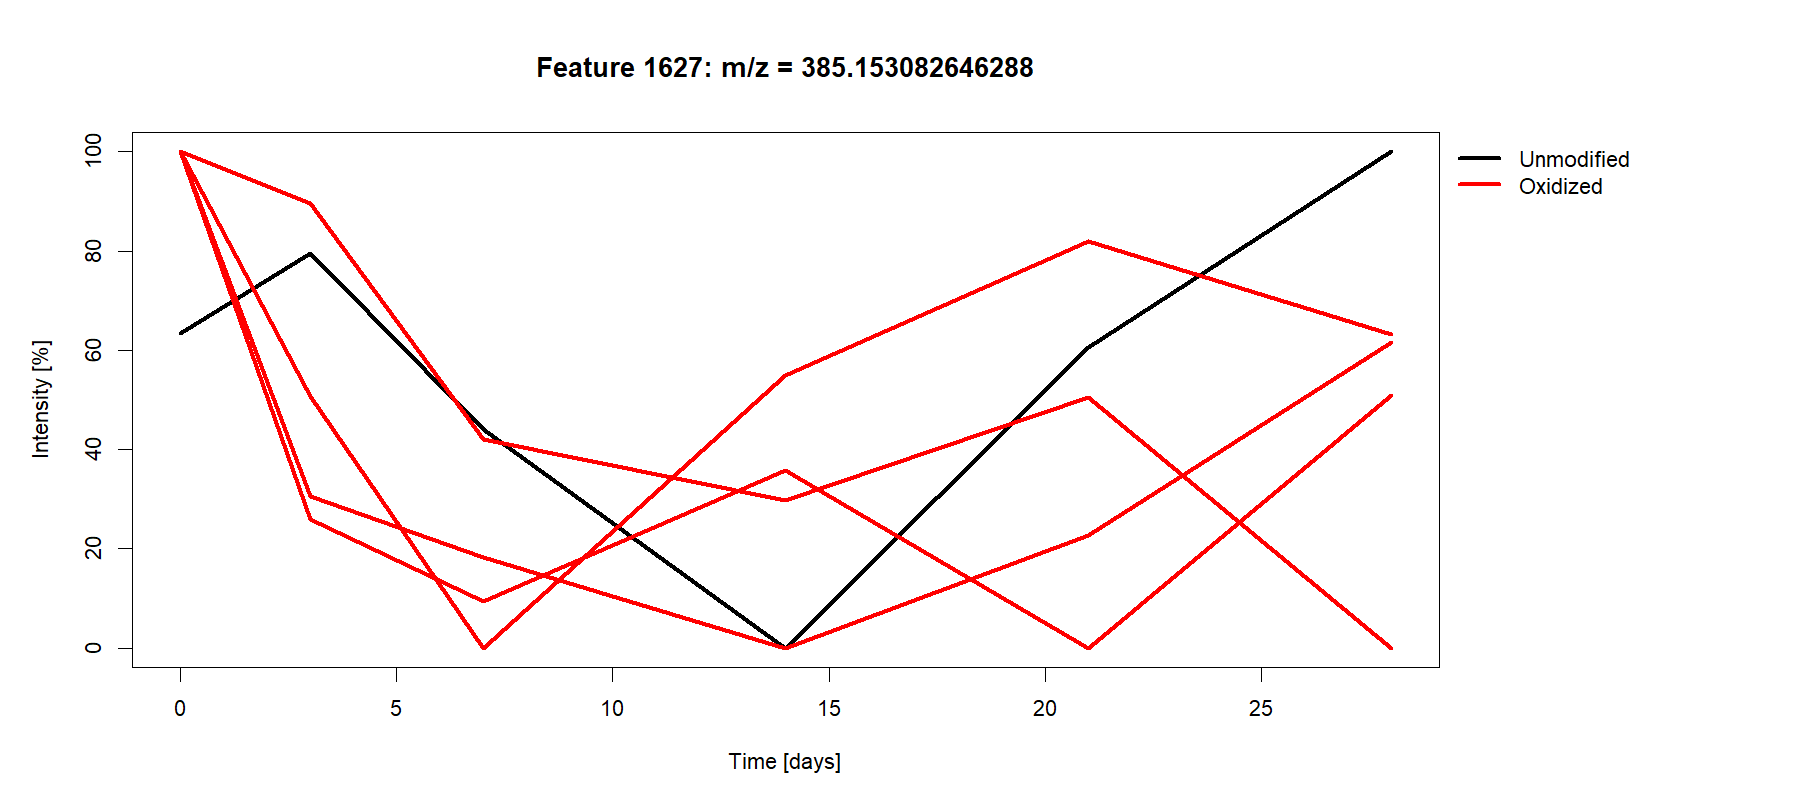 Feature 1627: m/z = 385.153082646288
Unmodified
Oxidized
Intensity [%]
100
80
60
40
20
0
0 5 10 15 20 25
Time [days]